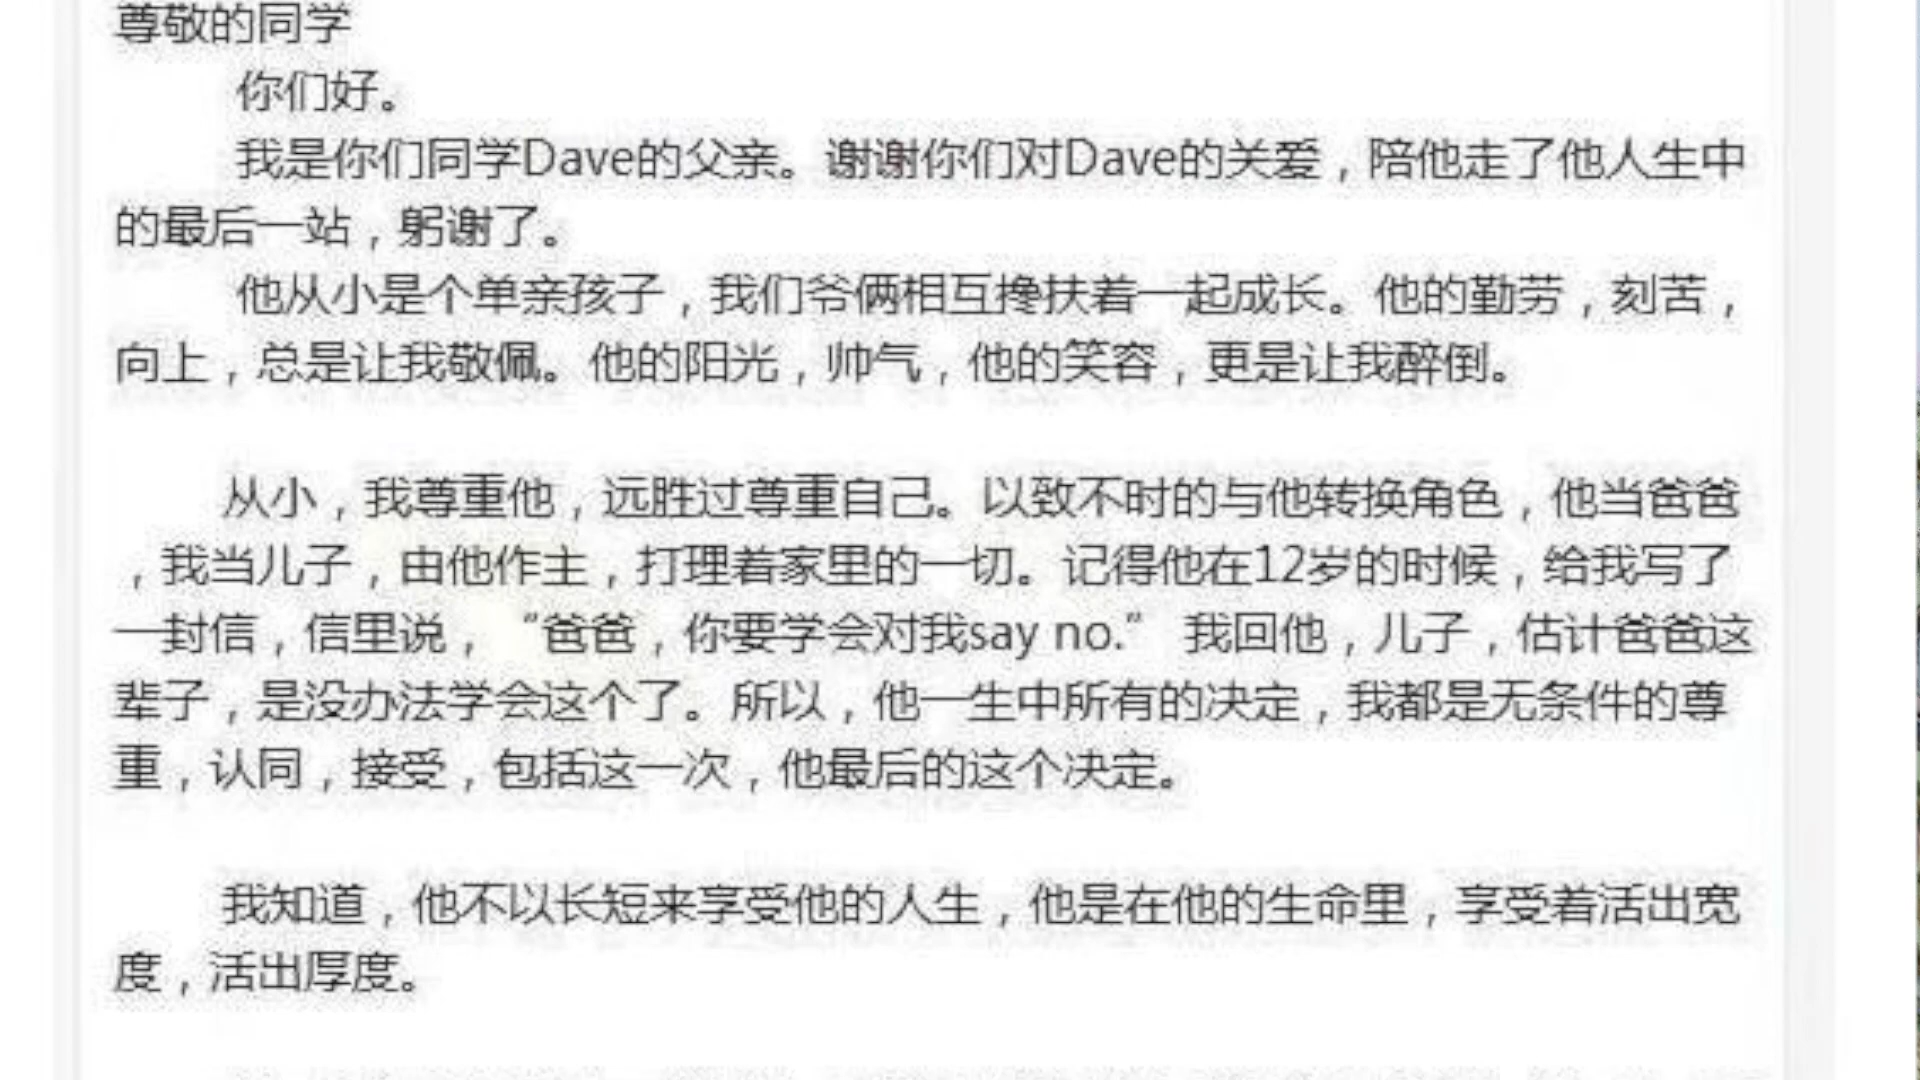 尊敬的同学
你们好。
我是你们同学Dave的父亲。谢谢你们对Dave的关爱，陪他走了他人生中
的最后一站，躬谢了。
他从小是个单亲孩子，我们爷俩相互搀扶着一起成长。他的勤劳，刻苦，
向上，总是让我敬佩。他的阳光，帅气，他的笑容，更是让我醉倒。
从小，我尊重他，远胜过尊重自己。以致不时的与他转换角色，他当爸爸
，我当儿子，由他作主，打理着家里的一切。记得他在12岁的时候，给我写了
一封信，信里说，“爸爸，你要学会对我say no.” 我回他，儿子，估计爸爸这
辈子，是没办法学会这个了。所以，他一生中所有的决定，我都是无条件的尊
重，认同，接受，包括这一次，他最后的这个决定。
我知道，他不以长短来享受他的人生，他是在他的生命里，享受着活出宽
度，活出厚度。